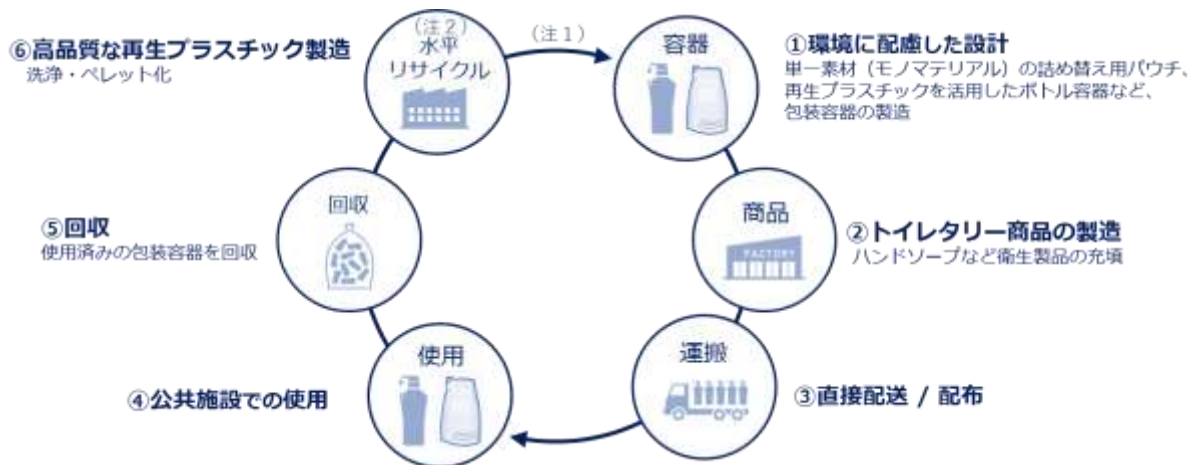 ⑥高品質な再生プラスチック製造
洗浄・ペレット化
(注2)
水平
リサイクル
(注1)
容器
①環境に配慮した設計
単一素材（モノマテリアル）の詰め替え用パウチ、
再生プラスチックを活用したボトル容器など、
包装容器の製造
⑤回収
使用済みの包装容器を回収
回収
商品
FACTORY
②トイレタリー商品の製造
ハンドソープなど衛生製品の充填
④公共施設での使用
使用
運搬
③直接配送 / 配布